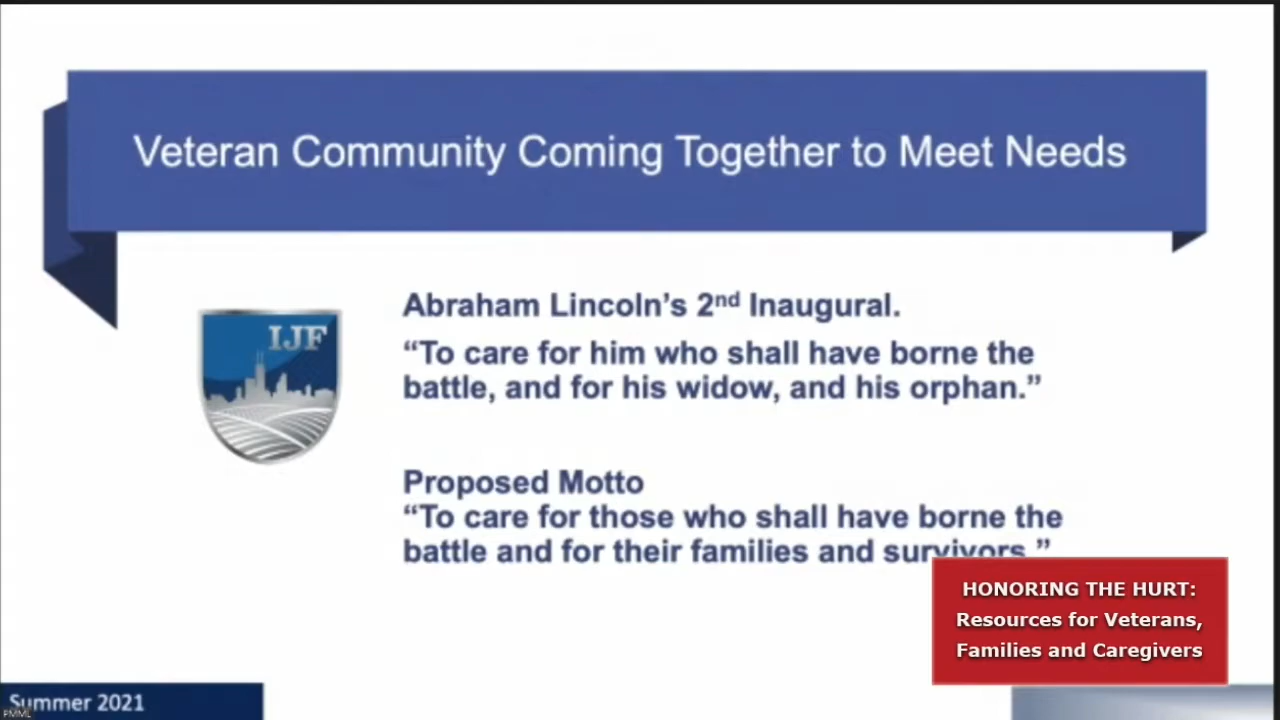 Veteran Community Coming Together to Meet Needs
IJF
Abraham Lincoln’s 2nd Inaugural.
“To care for him who shall have borne the
battle, and for his widow, and his orphan.”
Proposed Motto
“To care for those who shall have borne the
battle and for their families and survivors.”
HONORING THE HURT:
Resources for Veterans,
Families and Caregivers
Summer 2021
PMML